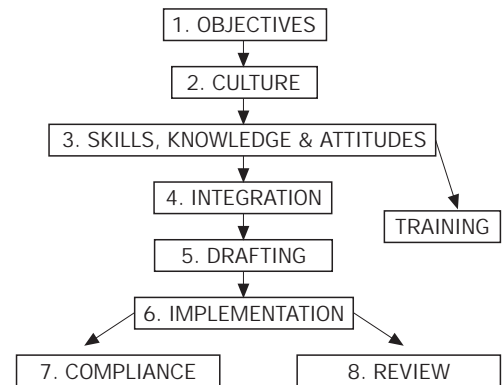 1. OBJECTIVES
2. CULTURE
3. SKILLS, KNOWLEDGE & ATTITUDES
4. INTEGRATION
TRAINING
5. DRAFTING
6. IMPLEMENTATION
7. COMPLIANCE
8. REVIEW